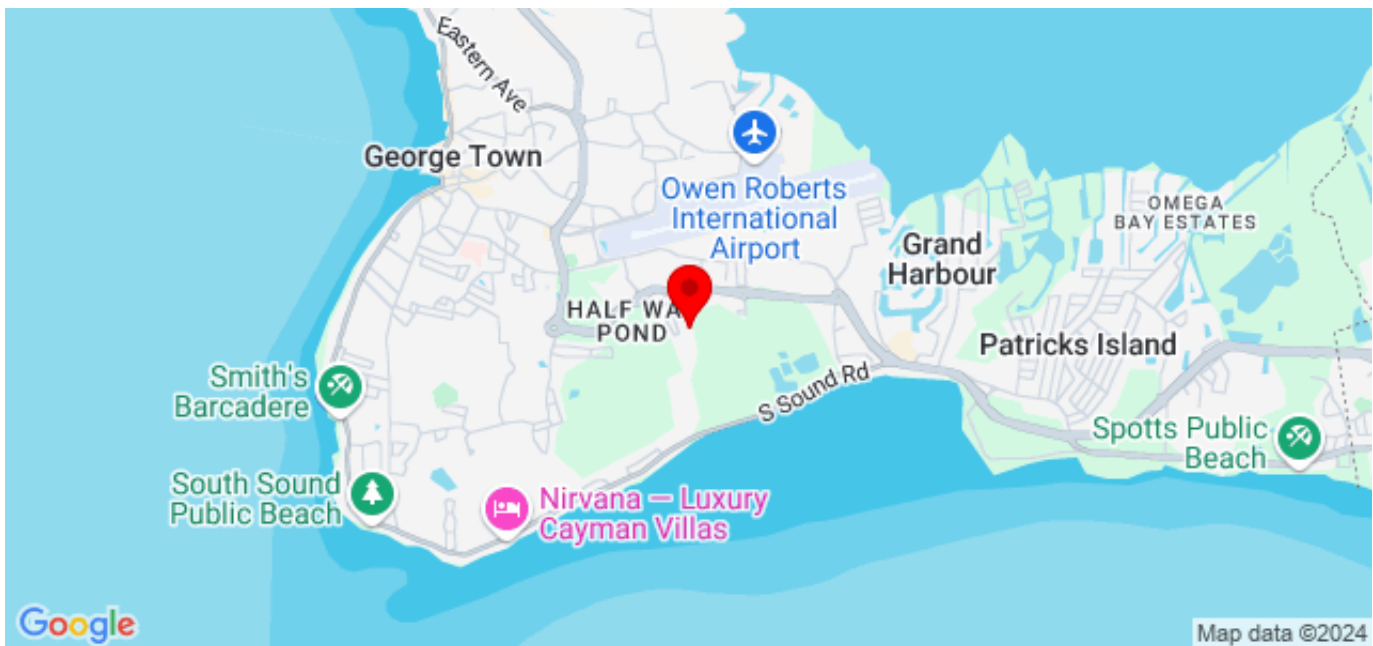 Eastern Ave
George Town
Owen Roberts
International
Airport
OMEGA
BAY ESTATES
Grand
Harbour
HALF WA
POND
Patricks Island
Smith's
Barcadere
S Sound Rd
Spotts Public
Beach
South Sound
Public Beach
Nirvana — Luxury
Cayman Villas
Google
Map data ©2024